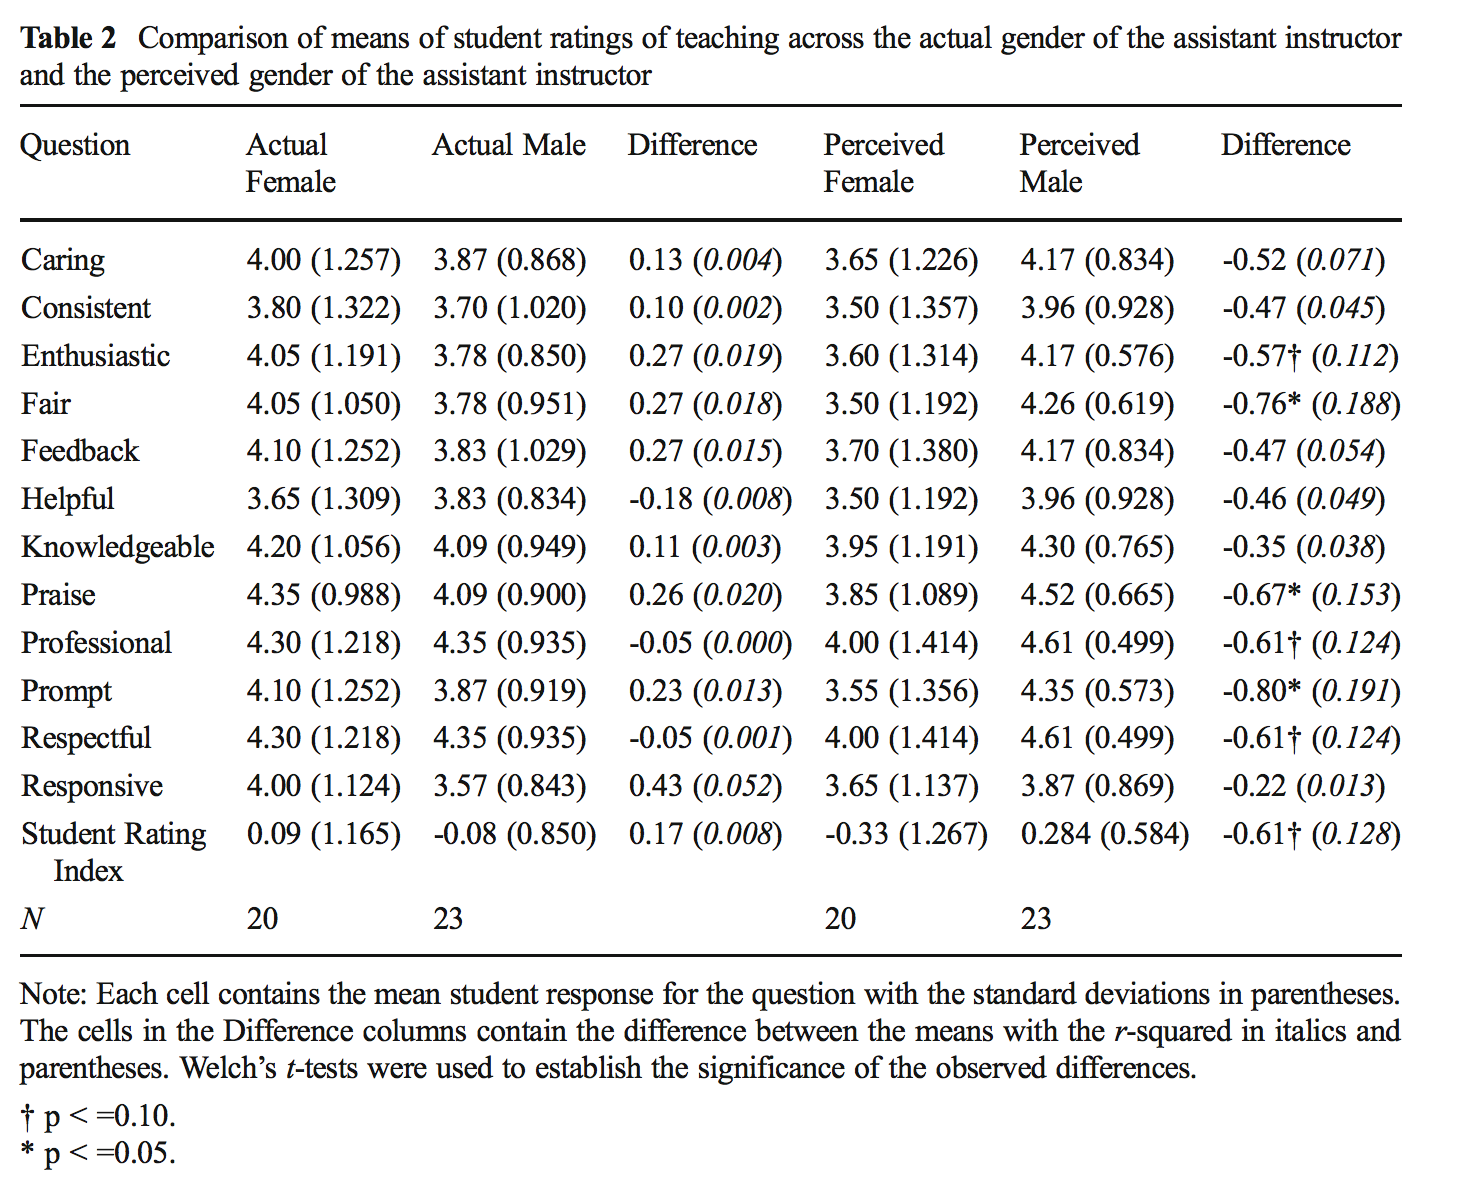 Table 2 Comparison of means of student ratings of teaching across the actual gender of the assistant instructor
and the perceived gender of the assistant instructor
Question Actual Female Actual Male Difference Perceived Female Perceived Male Difference
Caring 4.00 (1.257) 3.87 (0.868) 0.13 (0.004) 3.65 (1.226) 4.17 (0.834) -0.52 (0.071)
Consistent 3.80 (1.322) 3.70 (1.020) 0.10 (0.002) 3.50 (1.357) 3.96 (0.928) -0.47 (0.045)
Enthusiastic 4.05 (1.191) 3.78 (0.850) 0.27 (0.019) 3.60 (1.314) 4.17 (0.576) -0.57† (0.112)
Fair 4.05 (1.050) 3.78 (0.951) 0.27 (0.018) 3.50 (1.192) 4.26 (0.619) -0.76* (0.188)
Feedback 4.10 (1.252) 3.83 (1.029) 0.27 (0.015) 3.70 (1.380) 4.17 (0.834) -0.47 (0.054)
Helpful 3.65 (1.309) 3.83 (0.834) -0.18 (0.008) 3.50 (1.192) 3.96 (0.928) -0.46 (0.049)
Knowledgeable 4.20 (1.056) 4.09 (0.949) 0.11 (0.003) 3.95 (1.191) 4.30 (0.765) -0.35 (0.038)
Praise 4.35 (0.988) 4.09 (0.900) 0.26 (0.020) 3.85 (1.089) 4.52 (0.665) -0.67* (0.153)
Professional 4.30 (1.218) 4.35 (0.935) -0.05 (0.000) 4.00 (1.414) 4.61 (0.499) -0.61† (0.124)
Prompt 4.10 (1.252) 3.87 (0.919) 0.23 (0.013) 3.55 (1.356) 4.35 (0.573) -0.80* (0.191)
Respectful 4.30 (1.218) 4.35 (0.935) -0.05 (0.001) 4.00 (1.414) 4.61 (0.499) -0.61† (0.124)
Responsive 4.00 (1.124) 3.57 (0.843) 0.43 (0.052) 3.65 (1.137) 3.87 (0.869) -0.22 (0.013)
Student Rating Index 0.09 (1.165) -0.08 (0.850) 0.17 (0.008) -0.33 (1.267) 0.284 (0.584) -0.61† (0.128)
N 20 23 20 23
Note: Each cell contains the mean student response for the question with the standard deviations in parentheses.
The cells in the Difference columns contain the difference between the means with the r-squared in italics and
parentheses. Welch's t-tests were used to establish the significance of the observed differences.
† p < =0.10.
* p < =0.05.